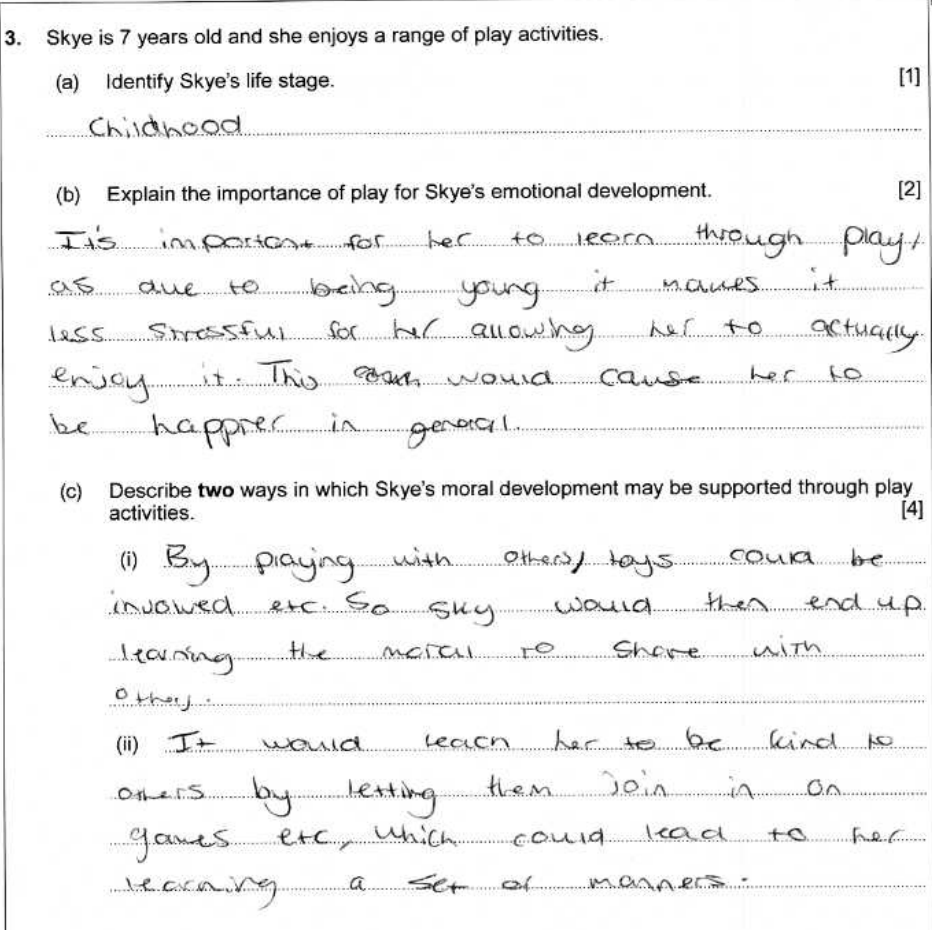 3. Skye is 7 years old and she enjoys a range of play activities.
(a) Identify Skye's life stage. [1]
Childhood
(b) Explain the importance of play for Skye's emotional development. [2]
It's important for her to learn through play,
as due to being young it makes it
less stressful for her allowing her to actually
enjoy it. This would cause her to
be happier in general.
(c) Describe two ways in which Skye's moral development may be supported through play
activities. [4]
(i) By playing with others, toys could be
involved etc. So Sky would then end up
learning the moral to share with
others.
(ii) It would teach her to be kind to
others by letting them join in on
games etc, which could lead to her
learning a set of manners.